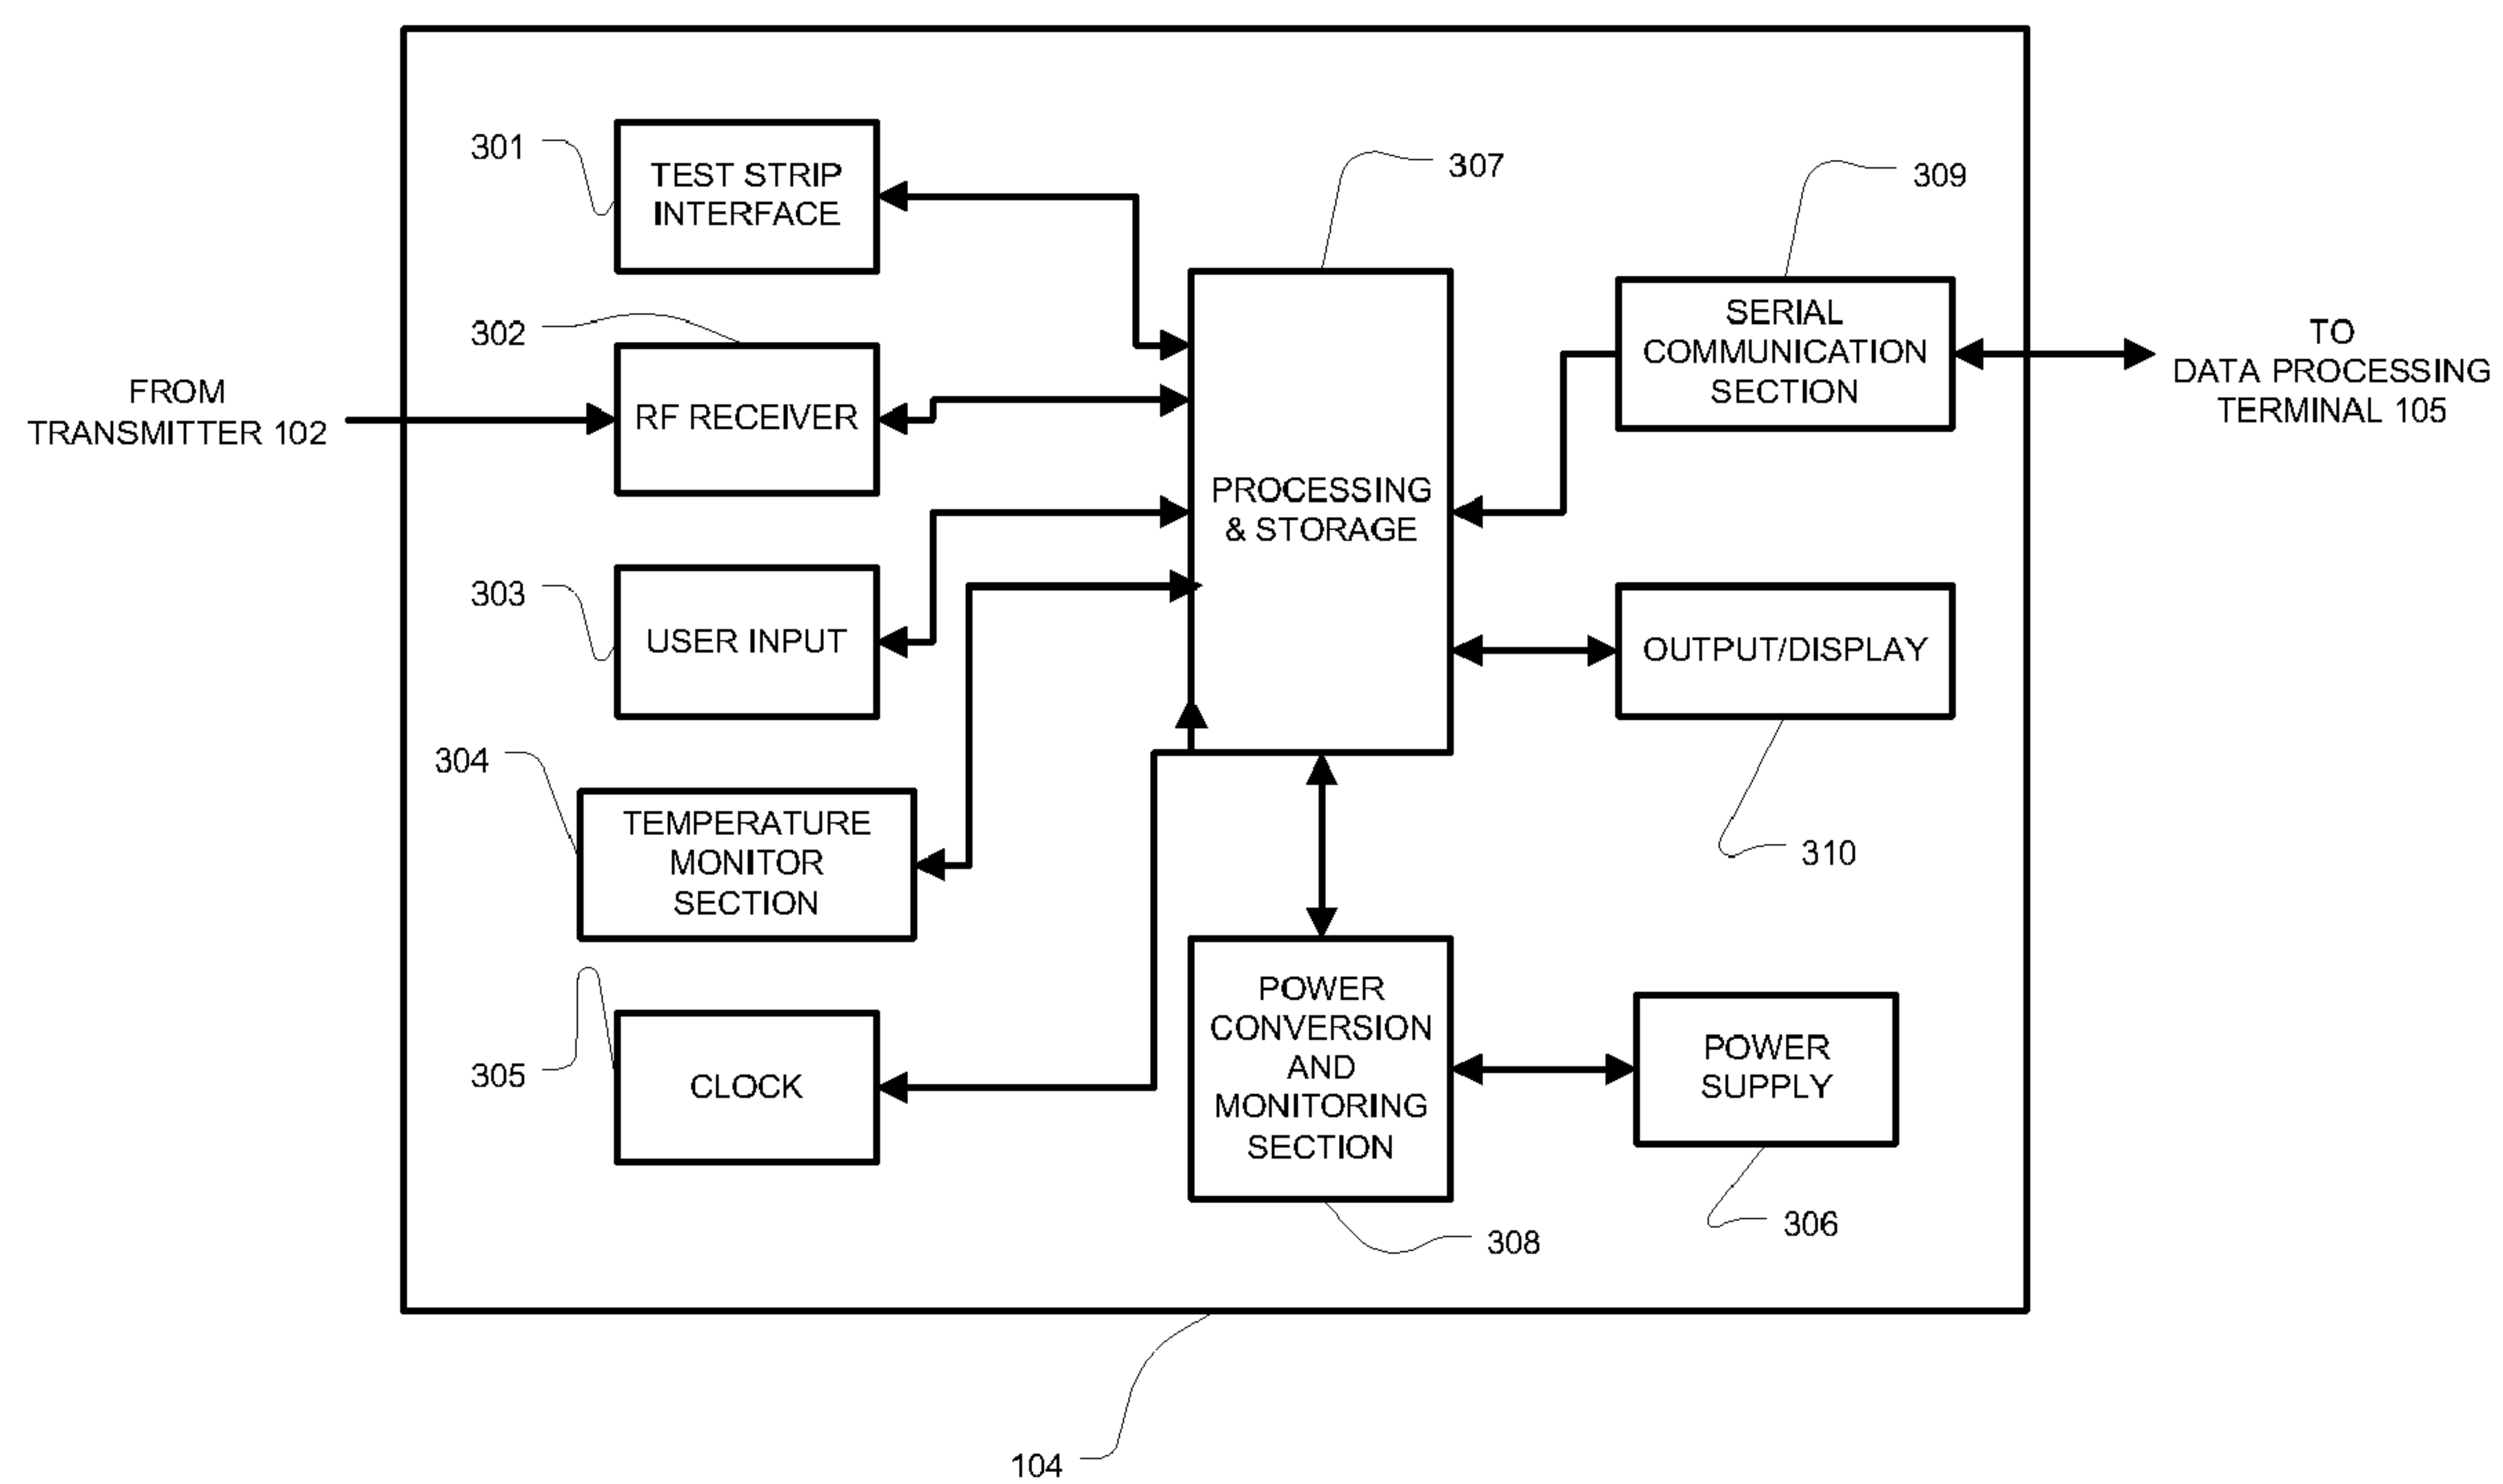 301
TEST STRIP
INTERFACE
307
309
302
SERIAL
COMMUNICATION
SECTION
TO
DATA PROCESSING
TERMINAL 105
FROM
TRANSMITTER 102
RF RECEIVER
PROCESSING
& STORAGE
303
USER INPUT
OUTPUT/DISPLAY
304
TEMPERATURE
MONITOR
SECTION
310
305
CLOCK
POWER
CONVERSION
AND
MONITORING
SECTION
POWER
SUPPLY
306
308
104